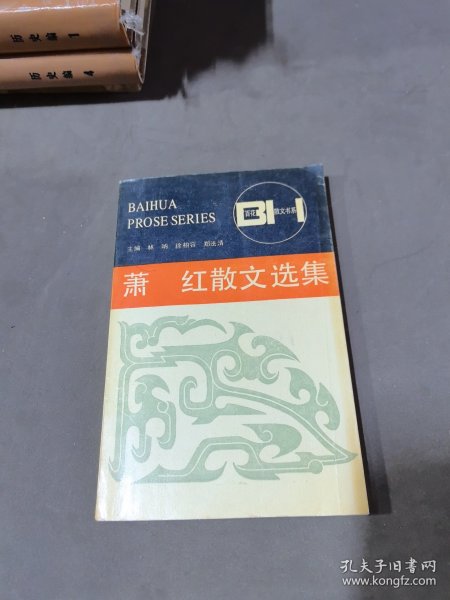 历史编 1
历史编 4
BAIHUA
PROSE SERIES
百花 BH 散文书系
主编 林呐 徐柏容 郑法清
萧 红散文选集
孔夫子旧书网
www.kongfz.com